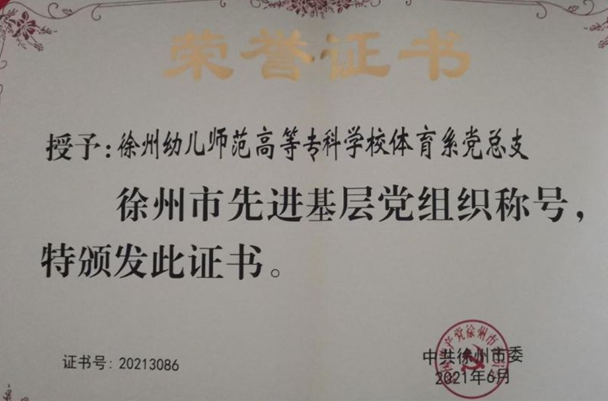 荣誉证书
授予：徐州幼儿师范高等专科学校体育系党总支
徐州市先进基层党组织称号，
特颁发此证书。
证书号：20213086
中共徐州市委
2021年6月